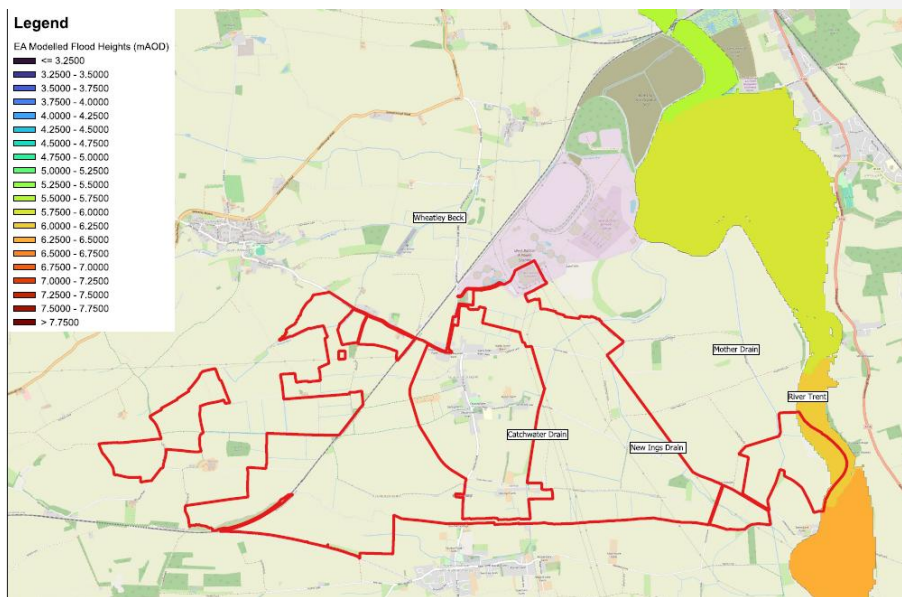 Legend
EA Modelled Flood Heights (mAOD)
<= 3.2500
3.2500 - 3.5000
3.5000 - 3.7500
3.7500 - 4.0000
4.0000 - 4.2500
4.2500 - 4.5000
4.5000 - 4.7500
4.7500 - 5.0000
5.0000 - 5.2500
5.2500 - 5.5000
5.5000 - 5.7500
5.7500 - 6.0000
6.0000 - 6.2500
6.2500 - 6.5000
6.5000 - 6.7500
6.7500 - 7.0000
7.0000 - 7.2500
7.2500 - 7.5000
7.5000 - 7.7500
> 7.7500
Wheatley Beck
Mother Drain
River Trent
Catchwater Drain
New Ings Drain